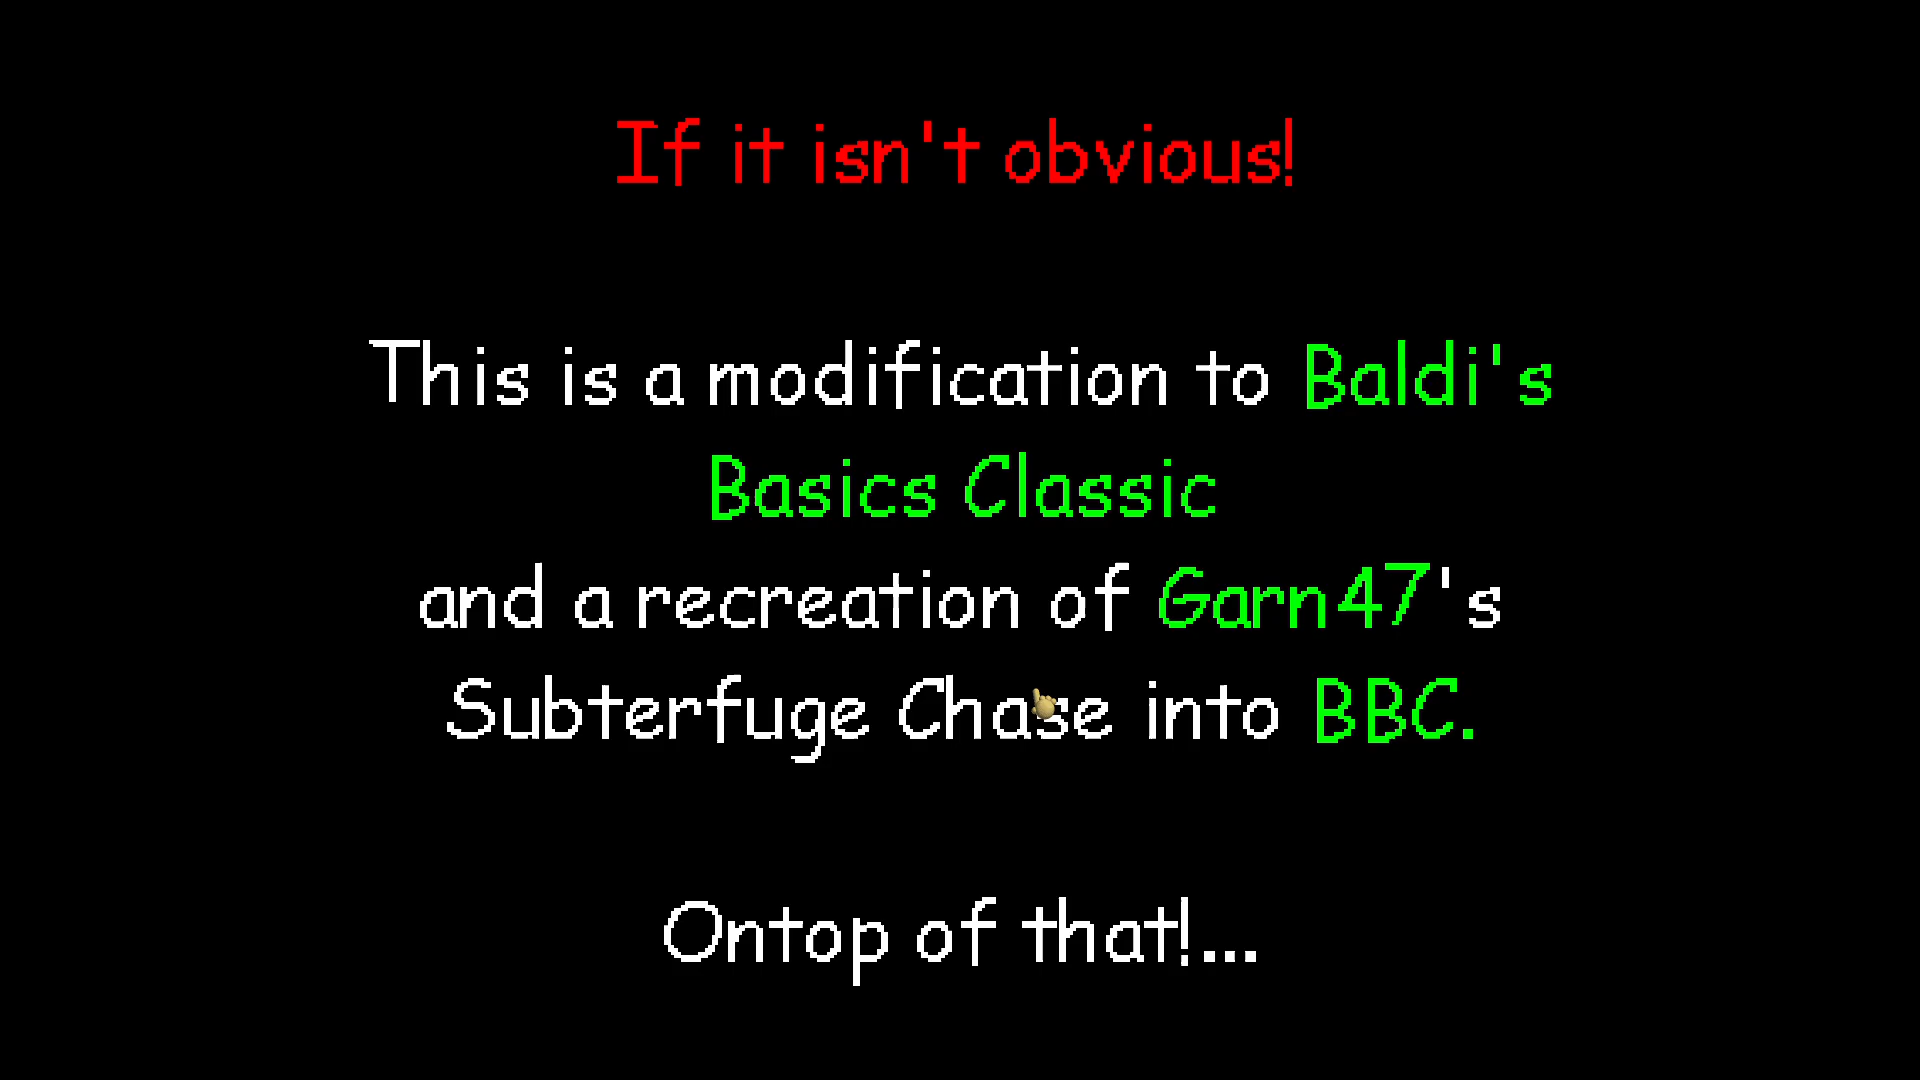 If it isn't obvious!
This is a modification to Baldi's
Basics Classic
and a recreation of Garn47's
Subterfuge Chase into BBC.
Ontop of that!...